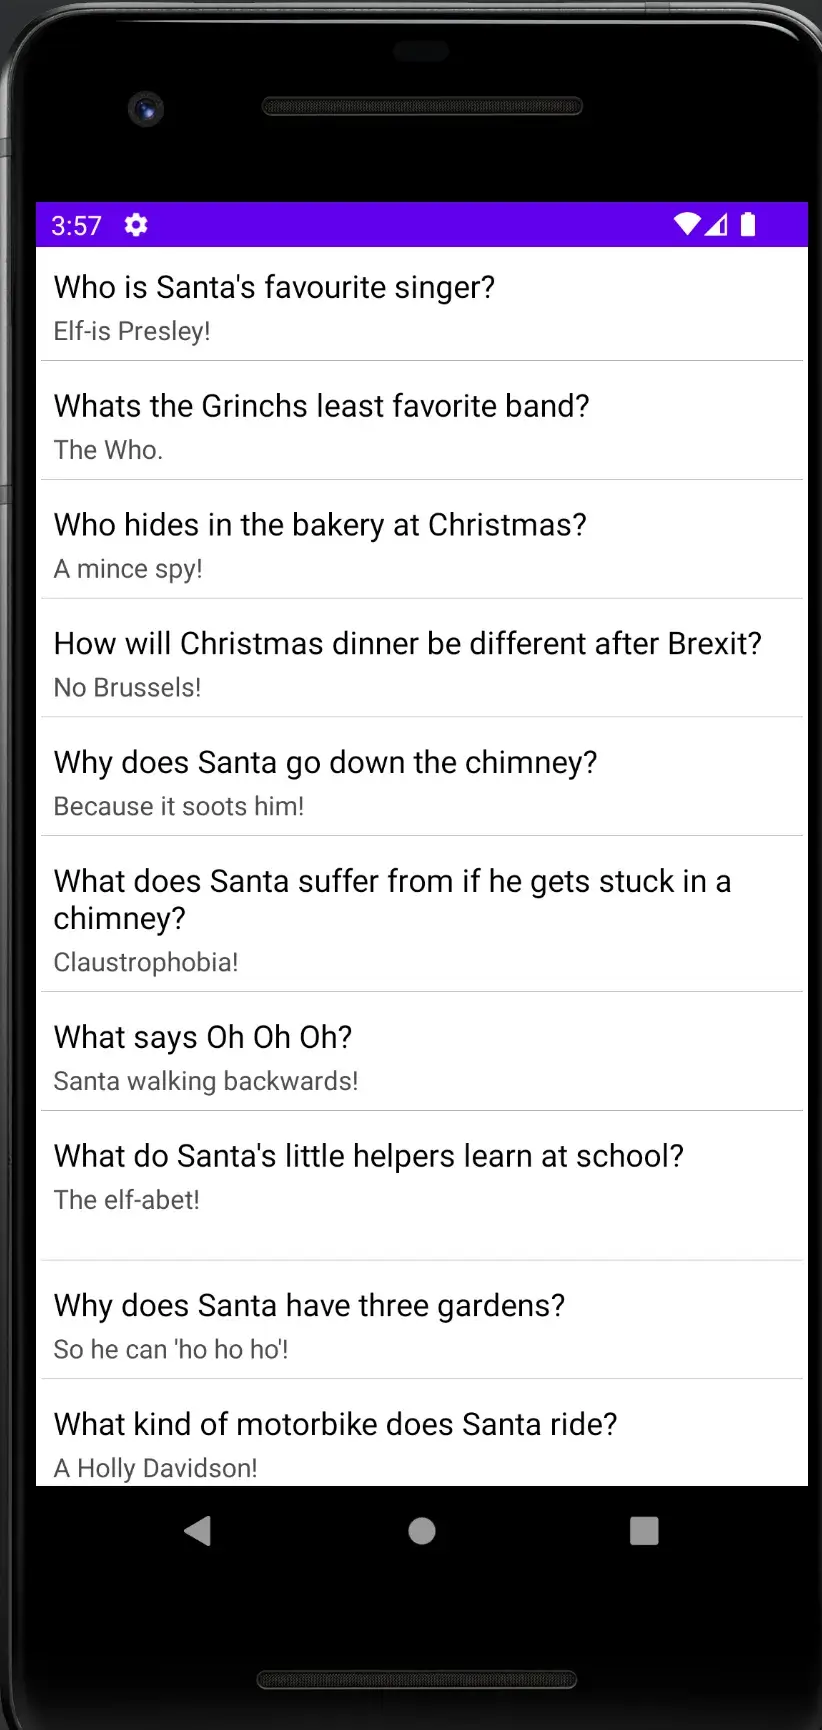 3:57
Who is Santa's favourite singer?
Elf-is Presley!
Whats the Grinchs least favorite band?
The Who.
Who hides in the bakery at Christmas?
A mince spy!
How will Christmas dinner be different after Brexit?
No Brussels!
Why does Santa go down the chimney?
Because it soots him!
What does Santa suffer from if he gets stuck in a
chimney?
Claustrophobia!
What says Oh Oh Oh?
Santa walking backwards!
What do Santa's little helpers learn at school?
The elf-abet!
Why does Santa have three gardens?
So he can 'ho ho ho'!
What kind of motorbike does Santa ride?
A Holly Davidson!